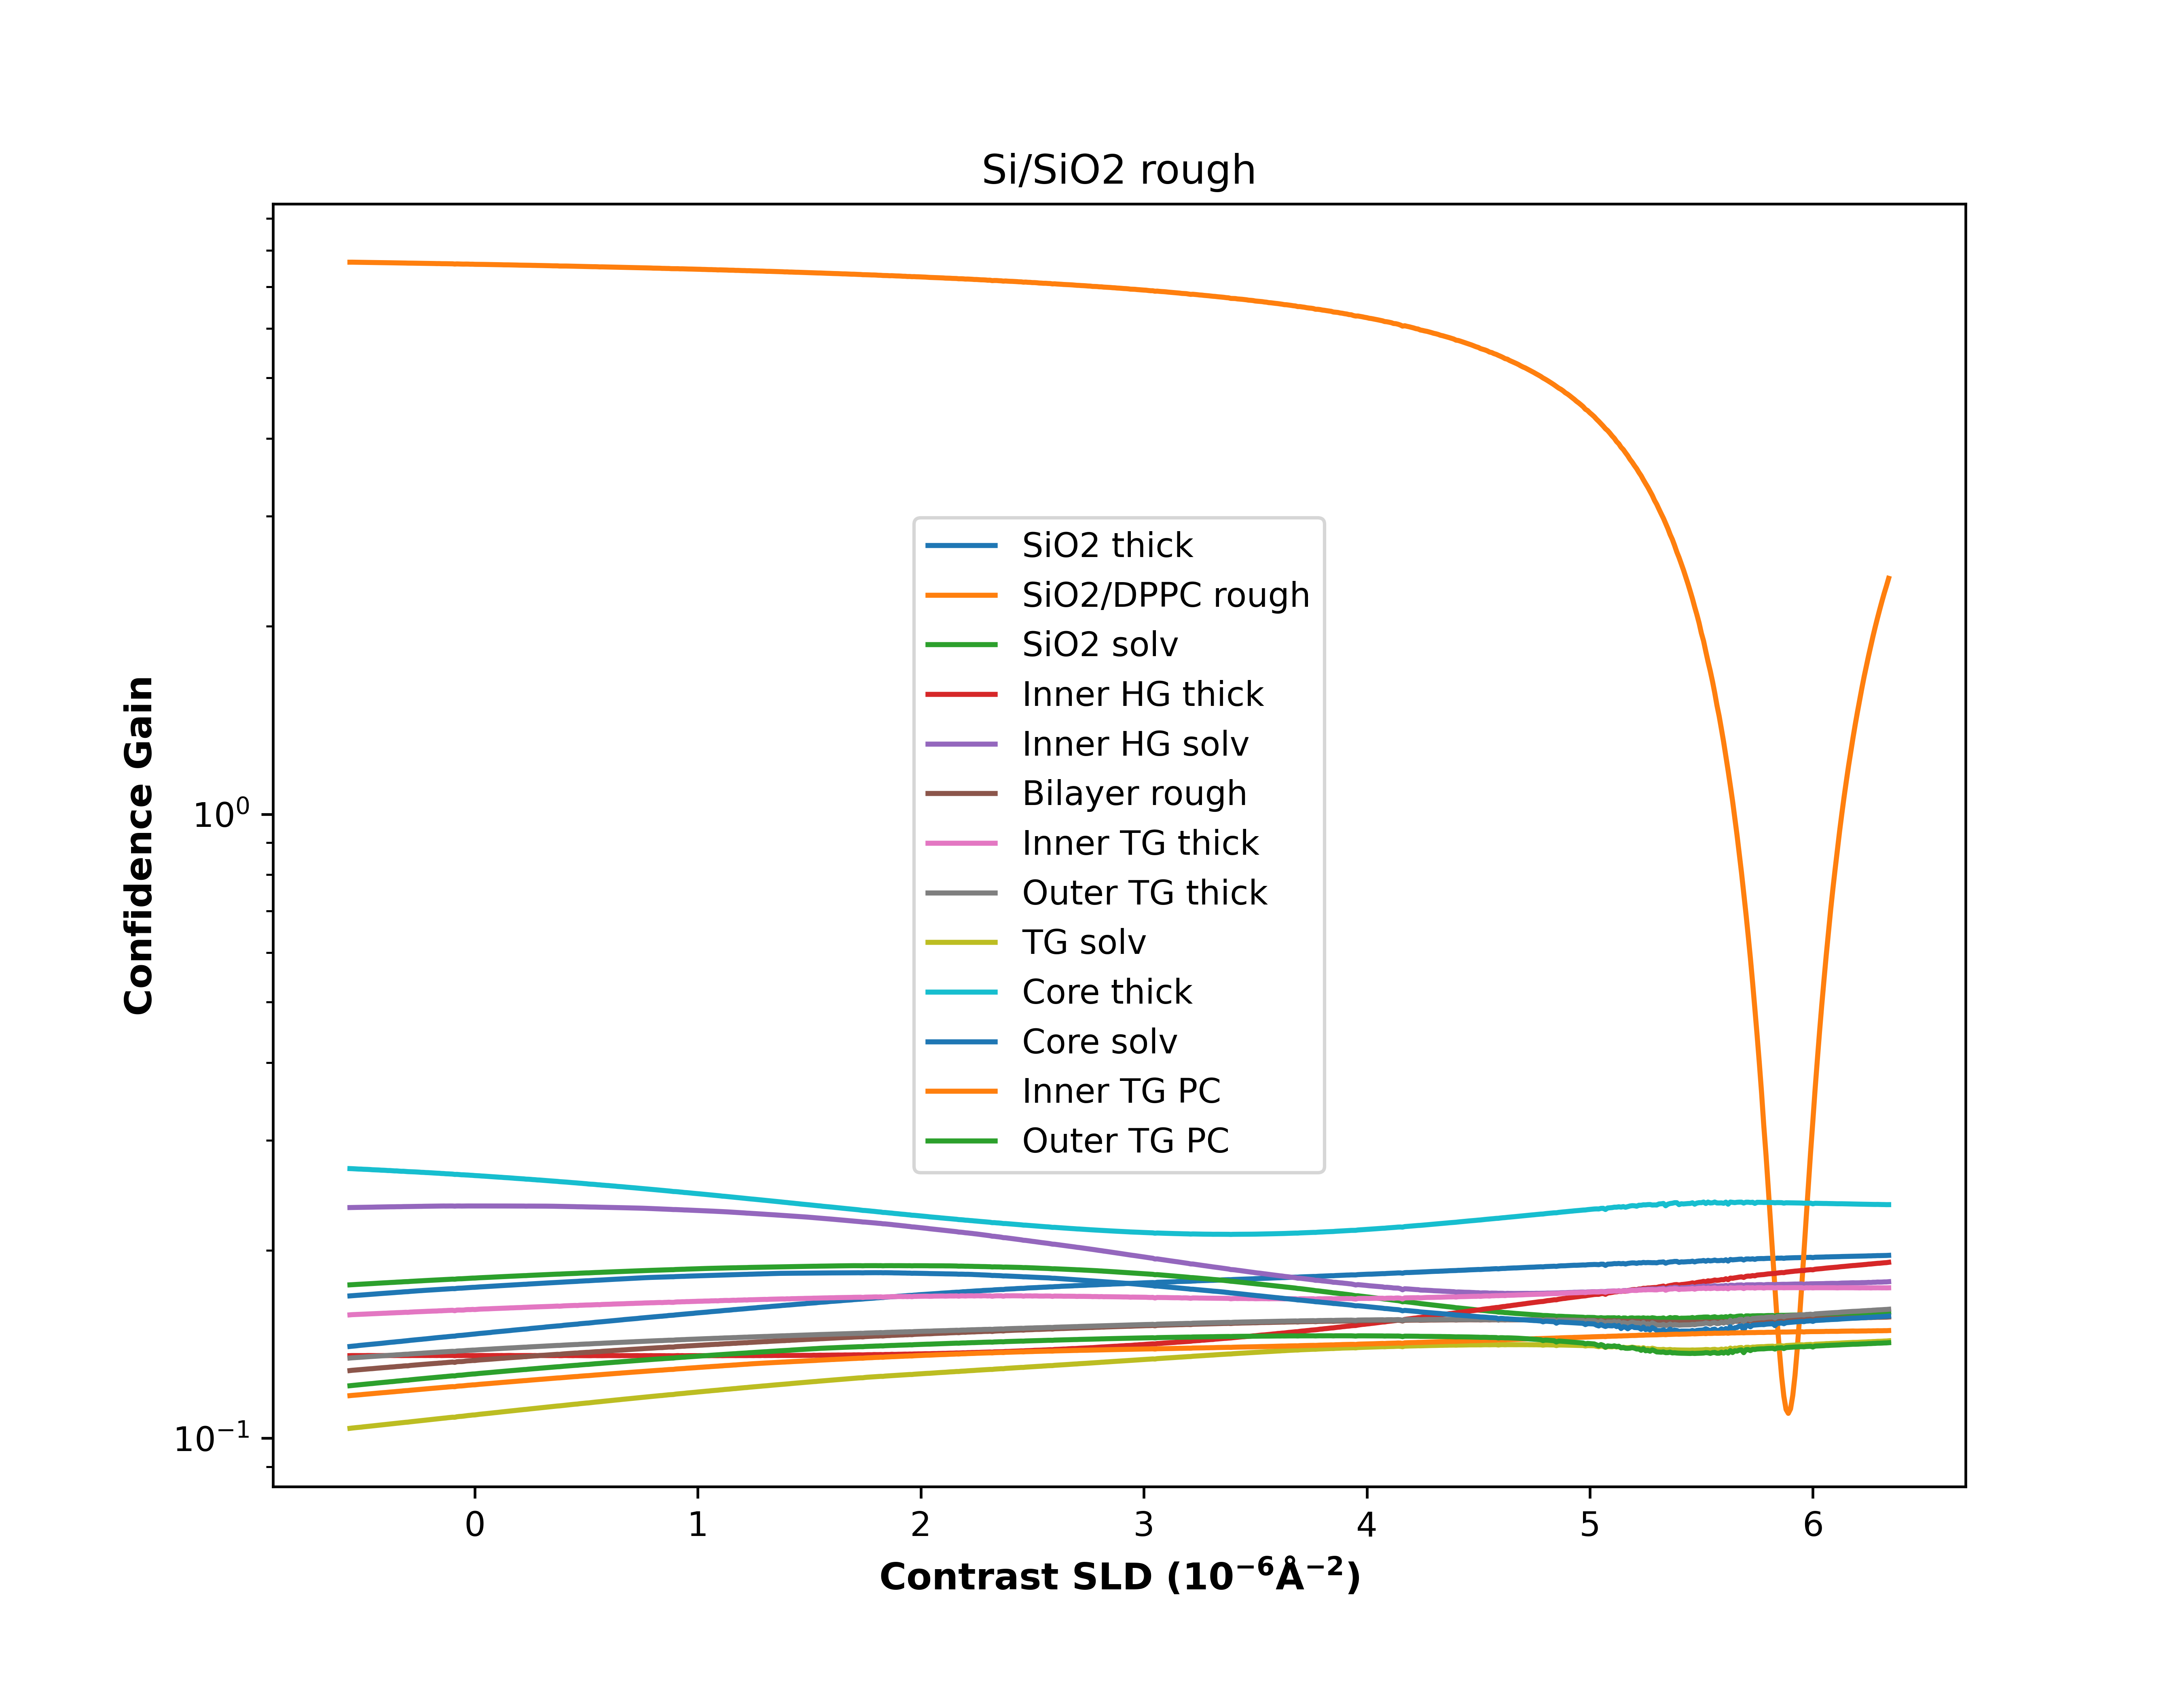 Si/SiO2 rough
Confidence Gain
10⁰
10⁻¹
SiO2 thick
SiO2/DPPC rough
SiO2 solv
Inner HG thick
Inner HG solv
Bilayer rough
Inner TG thick
Outer TG thick
TG solv
Core thick
Core solv
Inner TG PC
Outer TG PC
0 1 2 3 4 5 6
Contrast SLD (10⁻⁶Å⁻²)